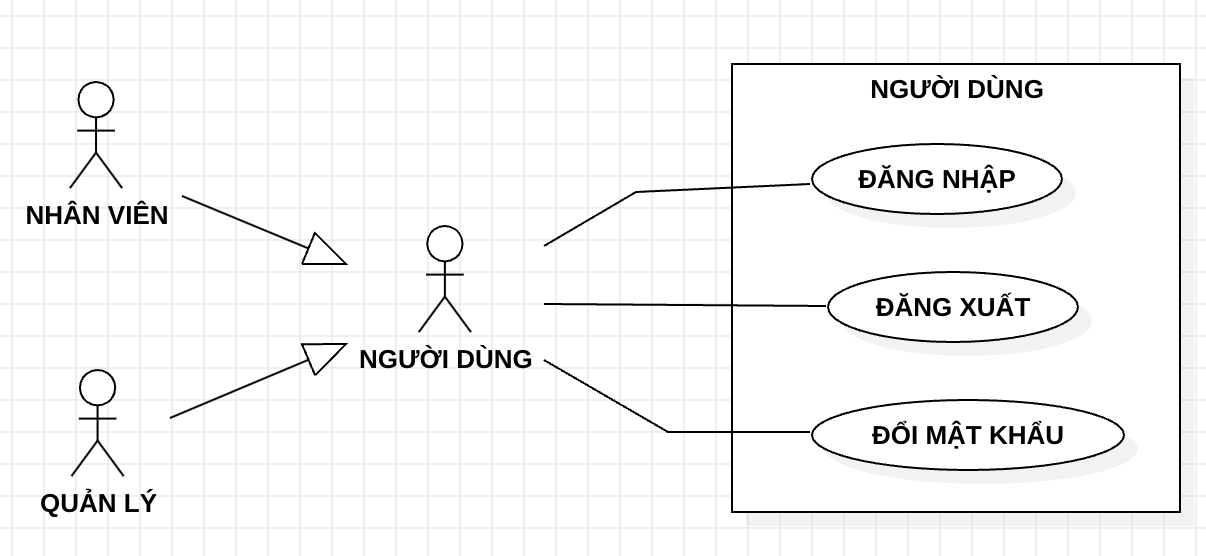 NGƯỜI DÙNG
ĐĂNG NHẬP
NHÂN VIÊN
ĐĂNG XUẤT
NGƯỜI DÙNG
ĐỔI MẬT KHẨU
QUẢN LÝ